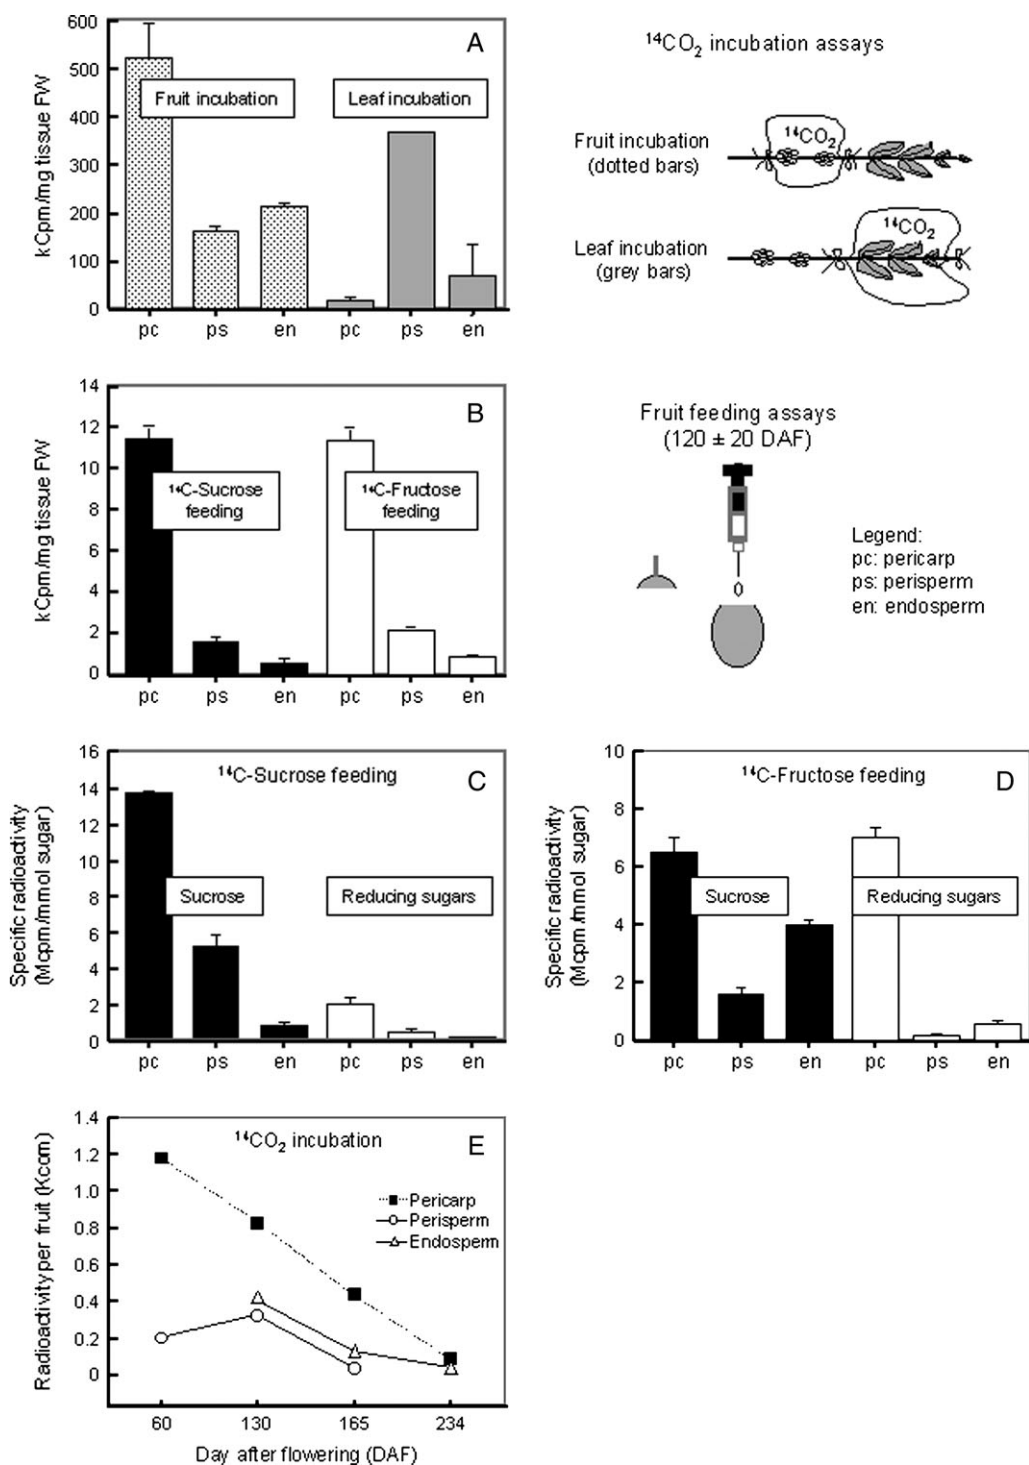 A
600
500
400
300
200
100
0
kCpm/mg tissue FW
Fruit incubation
Leaf incubation
pc ps en pc ps en
¹⁴CO₂ incubation assays
Fruit incubation
(dotted bars)
¹⁴CO₂
Leaf incubation
(grey bars)
¹⁴CO₂
B
14
12
10
8
6
4
2
0
kCpm/mg tissue FW
¹⁴C-Sucrose
feeding
¹⁴C-Fructose
feeding
pc ps en pc ps en
Fruit feeding assays
(120 ± 20 DAF)
Legend:
pc: pericarp
ps: perisperm
en: endosperm
¹⁴C-Sucrose feeding
C
16
14
16
10
8
6
4
2
0
Specific radioactivity
(Mcpm/mmol sugar)
Sucrose
Reducing sugars
pc ps en pc ps en
¹⁴C-Fructose feeding
D
10
8
6
4
2
0
Specific radioactivity
(Mcpm/mmol sugar)
Sucrose
Reducing sugars
pc ps en pc ps en
¹⁴CO₂ incubation
E
1.4
1.2
1.0
0.8
0.6
0.4
0.2
0
Radioactivity per fruit (Kcom)
Pericarp
Perisperm
Endosperm
60 130 165 234
Day after flowering (DAF)